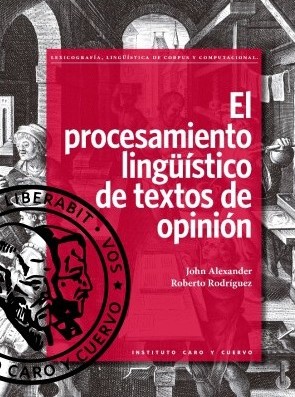 LEXICOGRAFÍA, LINGÜÍSTICA DE CORPUS Y COMPUTACIONAL.
El
procesamiento
lingüístico
de textos de
opinión
John Alexander
Roberto Rodríguez
INSTITUTO CARO Y CUERVO
LIBERABIT · VOS
CARO Y CUERVO